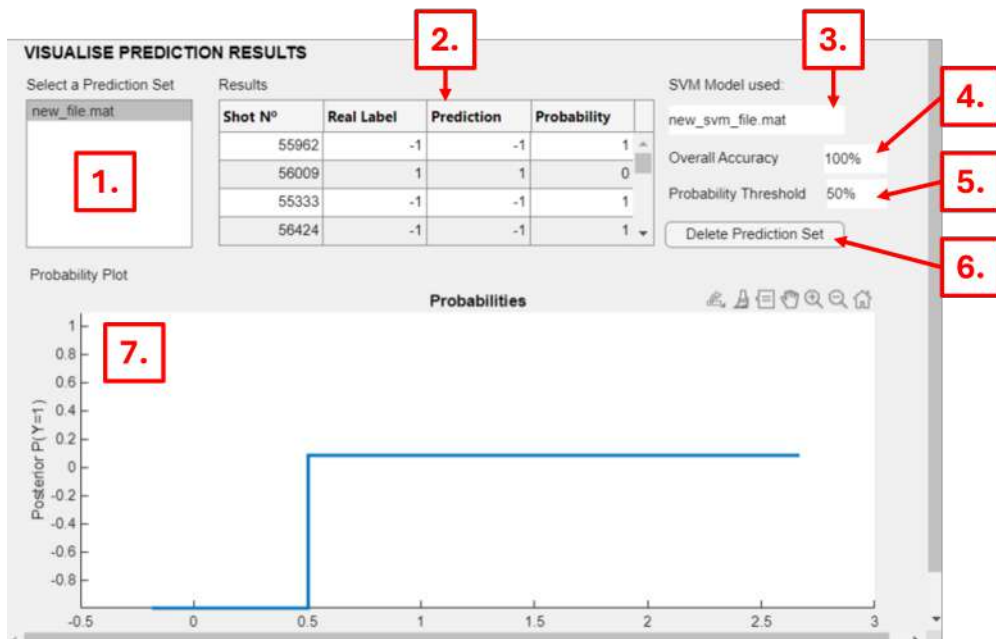 2.
3.
VISUALISE PREDICTION RESULTS
Select a Prediction Set
Results
SVM Model used:
4.
new_file.mat
Shot Nº Real Label Prediction Probability
new_svm_file.mat
55962 -1 -1 1
Overall Accuracy 100%
1.
56009 1 1 0
5.
55333 -1 -1 1
Probability Threshold 50%
56424 -1 -1 1
Delete Prediction Set
6.
Probability Plot
Probabilities
7.
Posterior P(Y=1)
1
0.8
0.6
0.4
0.2
0
-0.2
-0.4
-0.6
-0.8
-0.5 0 0.5 1 1.5 2 2.5 3